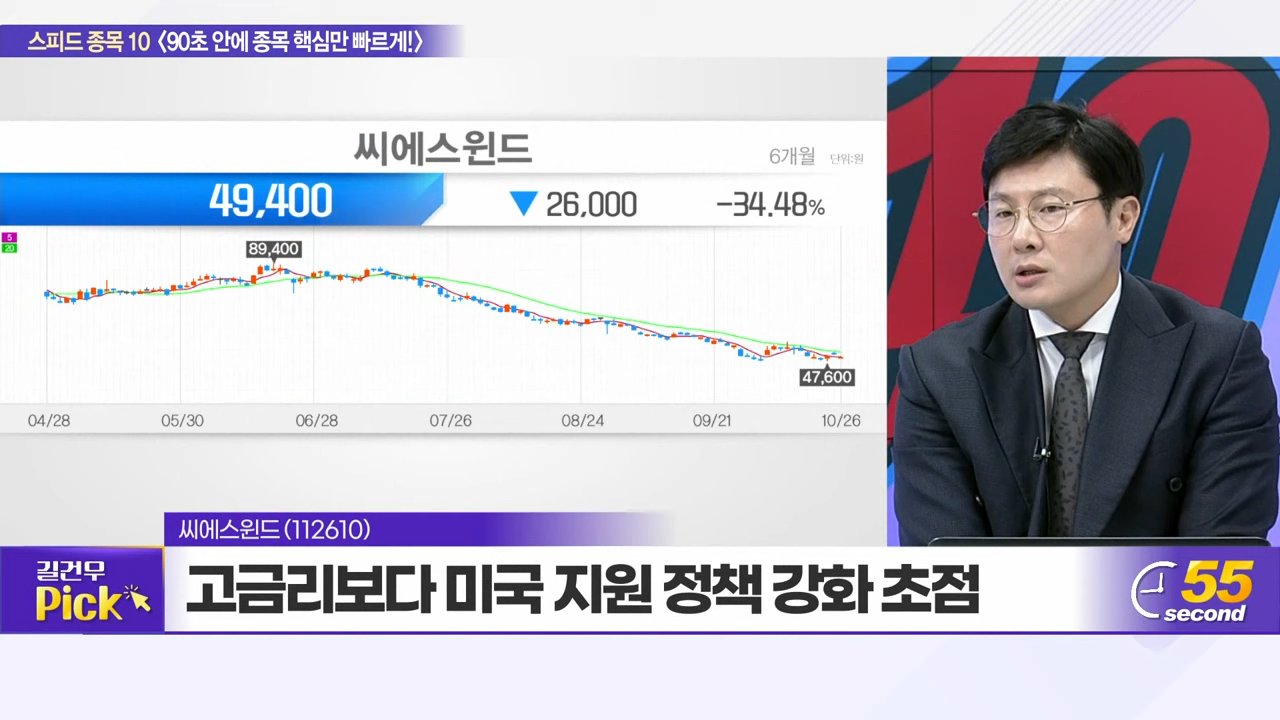 스피드 종목 10 〈90초 안에 종목 핵심만 빠르게!〉
씨에스윈드
6개월 단위:원
49,400 ▼ 26,000 -34.48%
5
20
89,400
47,600
04/28 05/30 06/28 07/26 08/24 09/21 10/26
씨에스윈드 (112610)
길건무
Pick
고금리보다 미국 지원 정책 강화 초점
55
second